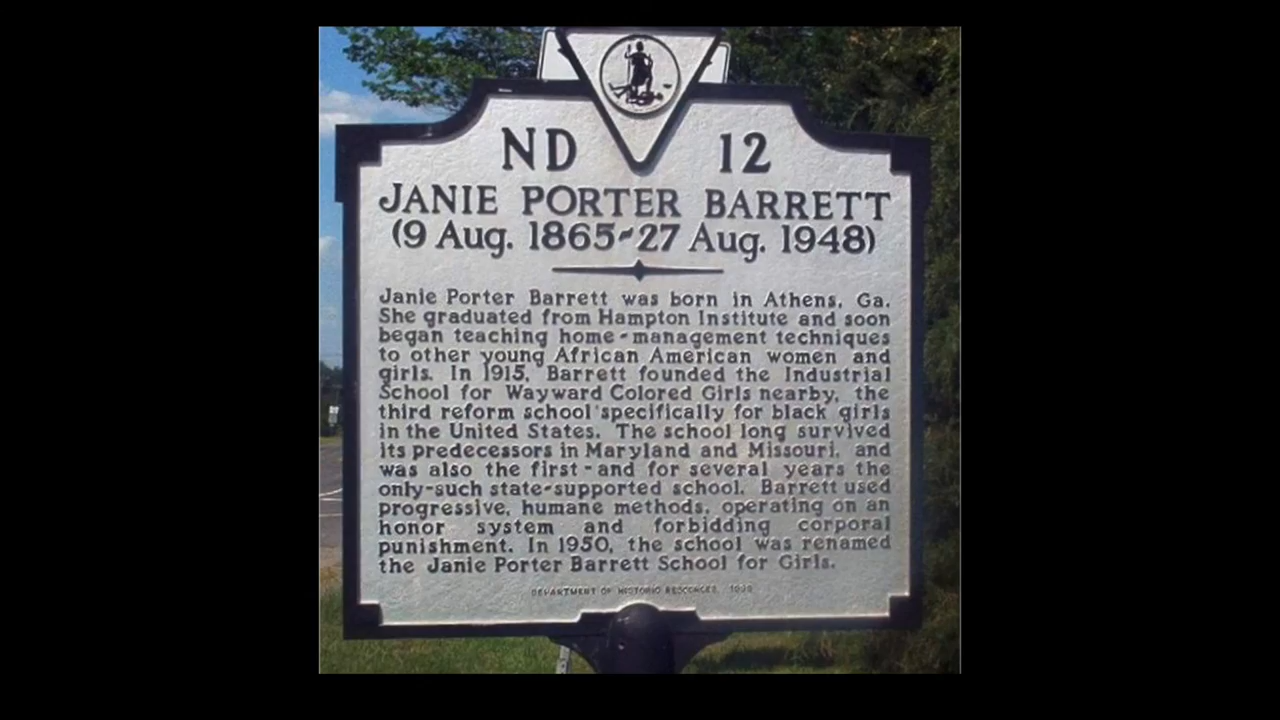 ND 12
JANIE PORTER BARRETT
(9 Aug. 1865-27 Aug. 1948)
Janie Porter Barrett was born in Athens, Ga.
She graduated from Hampton Institute and soon
began teaching home-management techniques
to other young African American women and
girls. In 1915, Barrett founded the Industrial
School for Wayward Colored Girls nearby, the
third reform school specifically for black girls
in the United States. The school long survived
its predecessors in Maryland and Missouri, and
was also the first-and for several years the
only-such state-supported school. Barrett used
progressive, humane methods, operating on an
honor system and forbidding corporal
punishment. In 1950, the school was renamed
the Janie Porter Barrett School for Girls.
DEPARTMENT OF HISTORIC RESOURCES,